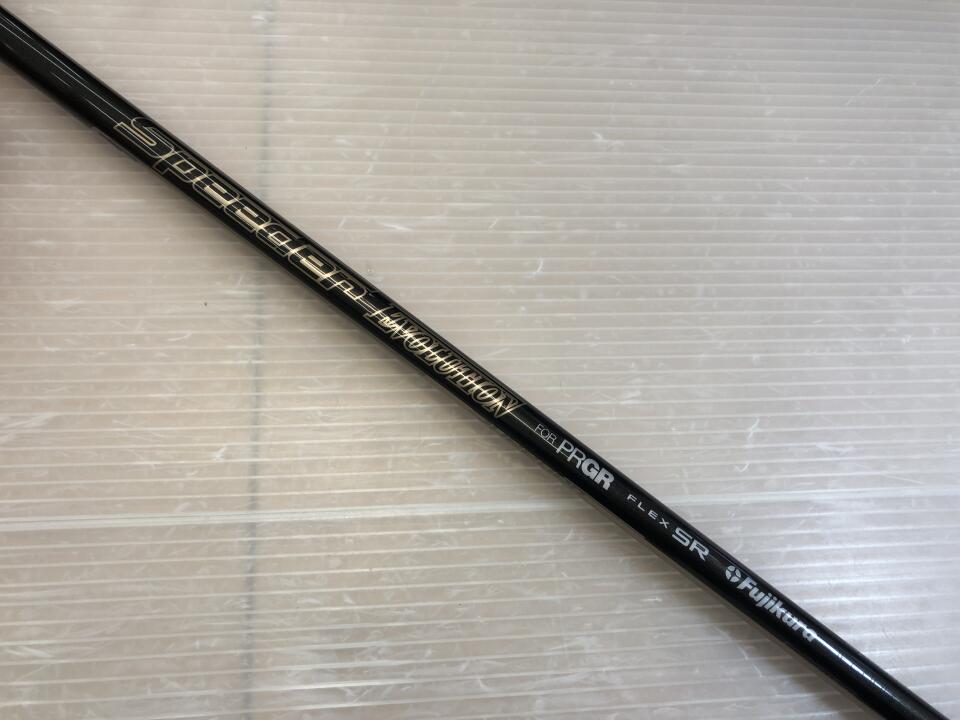 Speeder EVOLUTION FOR PRGR FLEX SR Fujikura